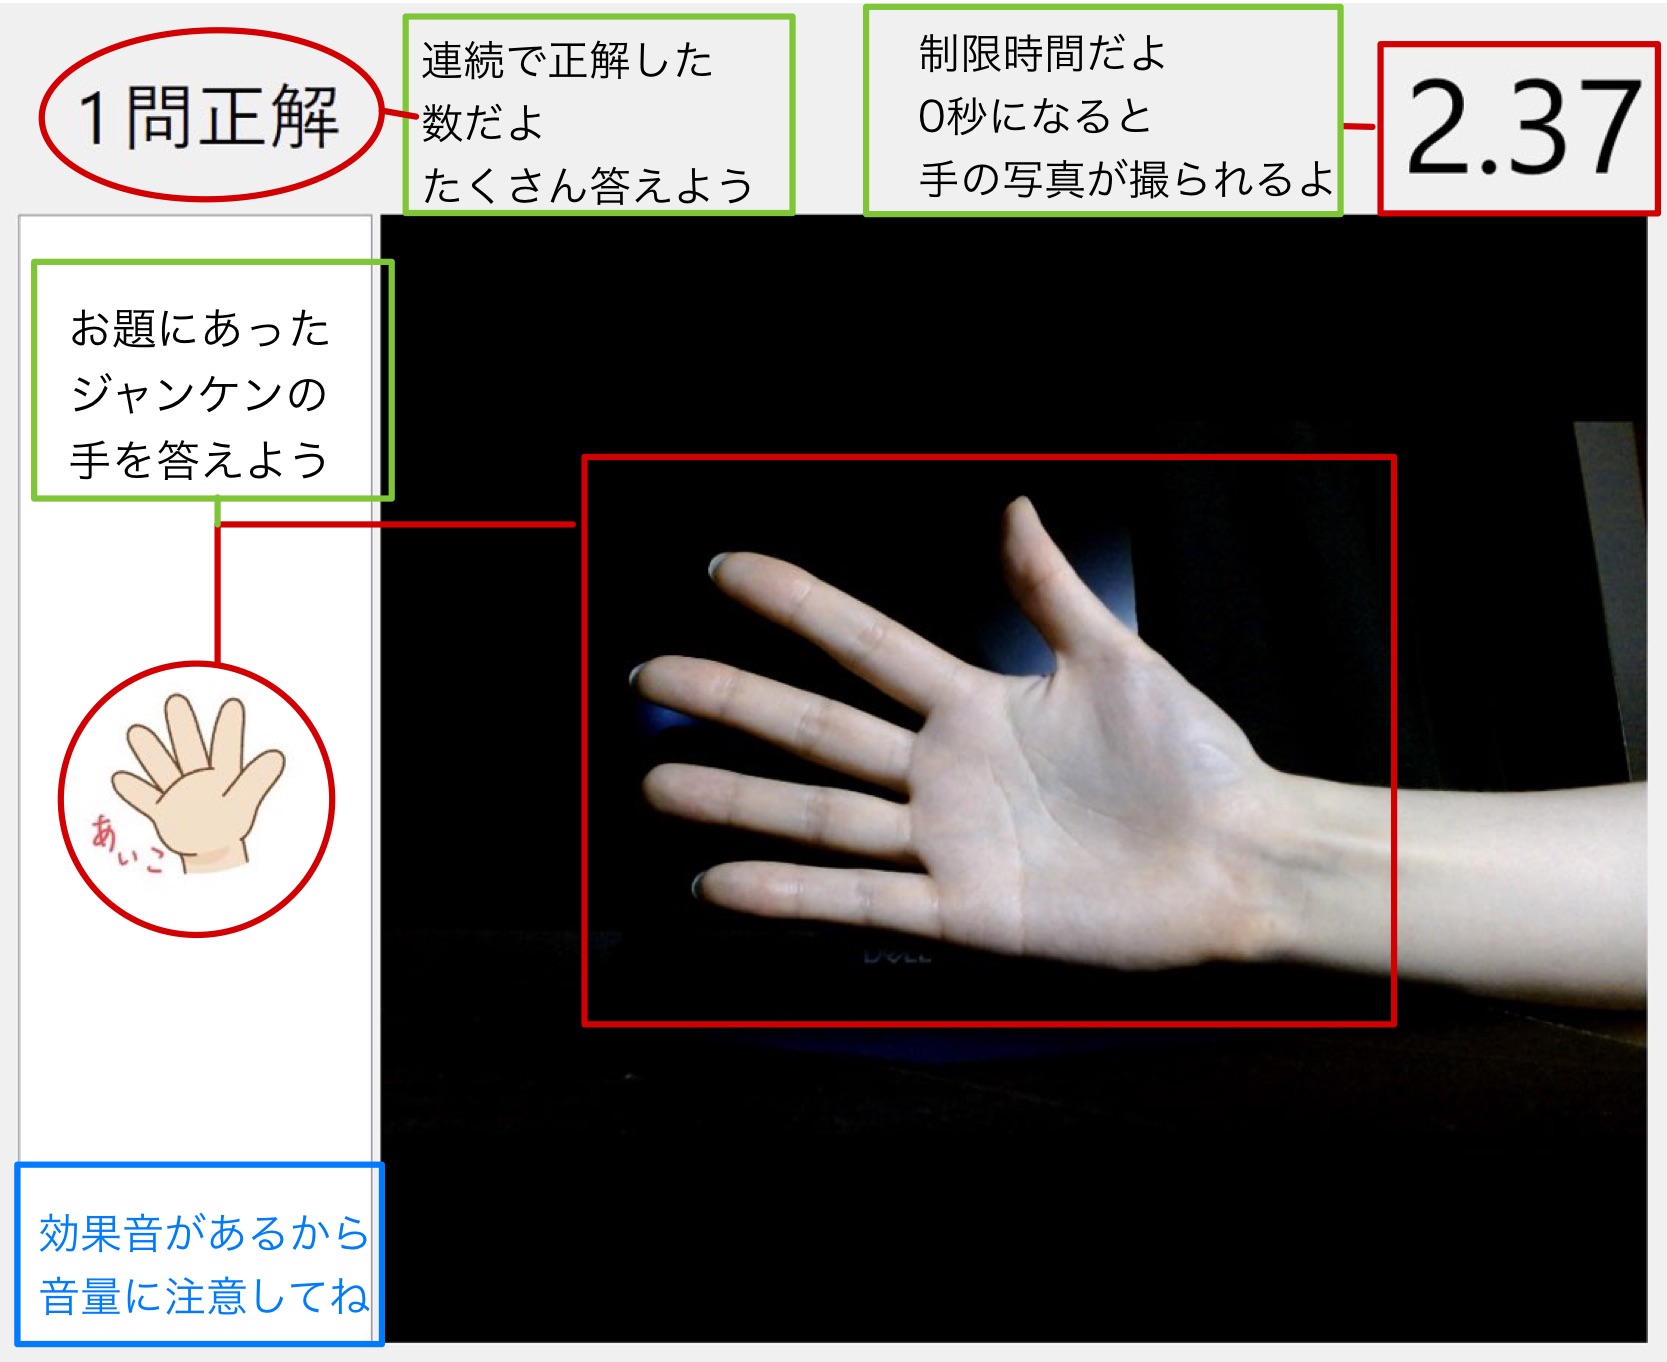 1問正解
連続で正解した
数だよ
たくさん答えよう
制限時間だよ
0秒になると
手の写真が撮られるよ
2.37
お題にあった
ジャンケンの
手を答えよう
あいこ
DELL
効果音があるから
音量に注意してね